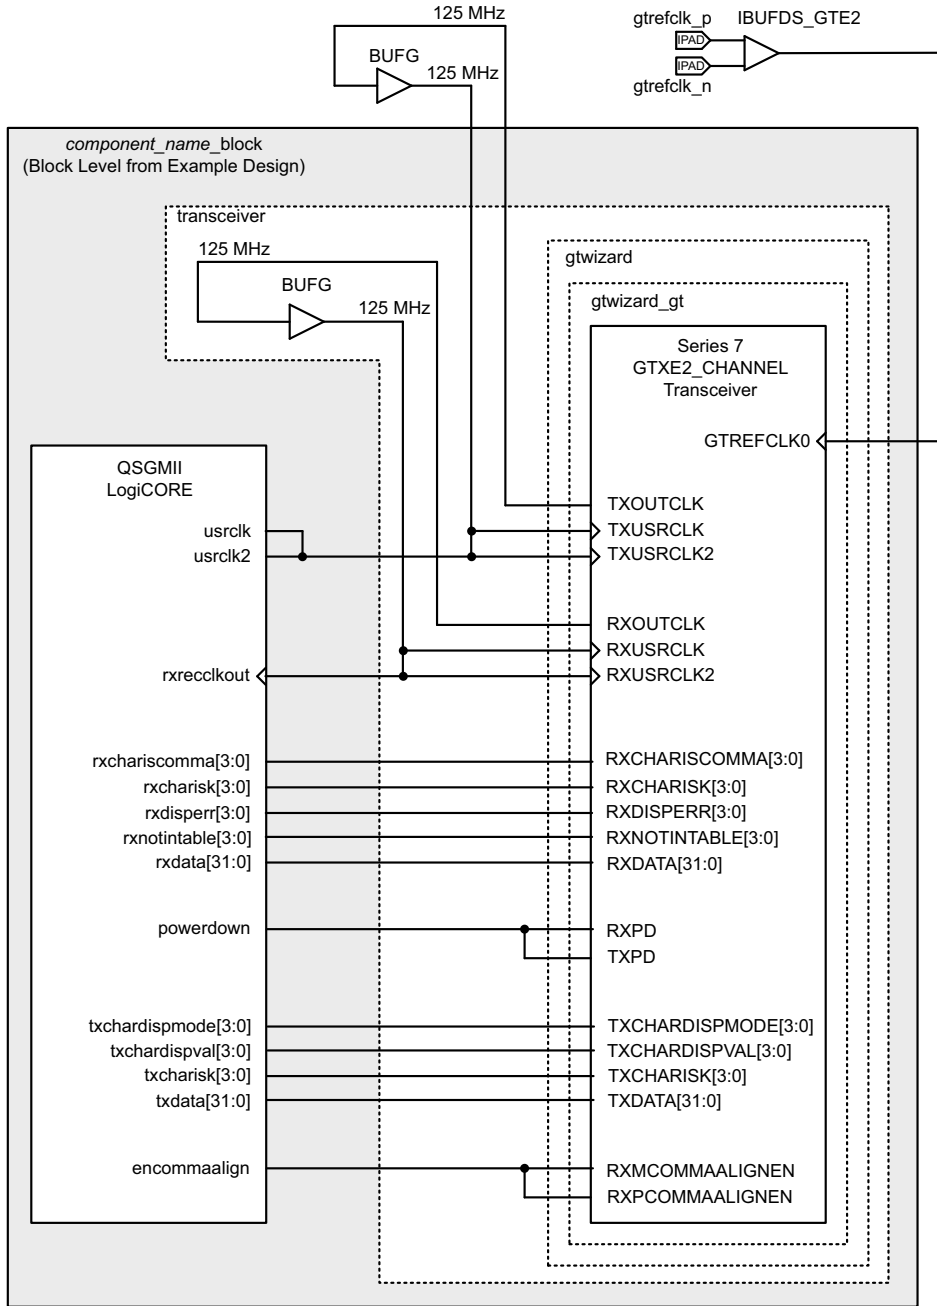 125 MHz
gtrefclk_p
IBUFDS_GTE2
BUFG
125 MHz
IPAD
IPAD
gtrefclk_n
component_name_block
(Block Level from Example Design)
transceiver
125 MHz
BUFG
125 MHz
gtwizard
gtwizard_gt
Series 7
GTXE2_CHANNEL
Transceiver
GTREFCLK0
QSGMII
LogiCORE
usrclk
usrclk2
rxrecclkout
rxchariscomma[3:0]
rxcharisk[3:0]
rxdisperr[3:0]
rxnotintable[3:0]
rxdata[31:0]
powerdown
txchardispmode[3:0]
txchardispval[3:0]
txcharisk[3:0]
txdata[31:0]
encommaalign
TXOUTCLK
TXUSRCLK
TXUSRCLK2
RXOUTCLK
RXUSRCLK
RXUSRCLK2
RXCHARISCOMMA[3:0]
RXCHARISK[3:0]
RXDISPERR[3:0]
RXNOTINTABLE[3:0]
RXDATA[31:0]
RXPD
TXPD
TXCHARDISPMODE[3:0]
TXCHARDISPVAL[3:0]
TXCHARISK[3:0]
TXDATA[31:0]
RXMCOMMAALIGNEN
RXPCOMMAALIGNEN